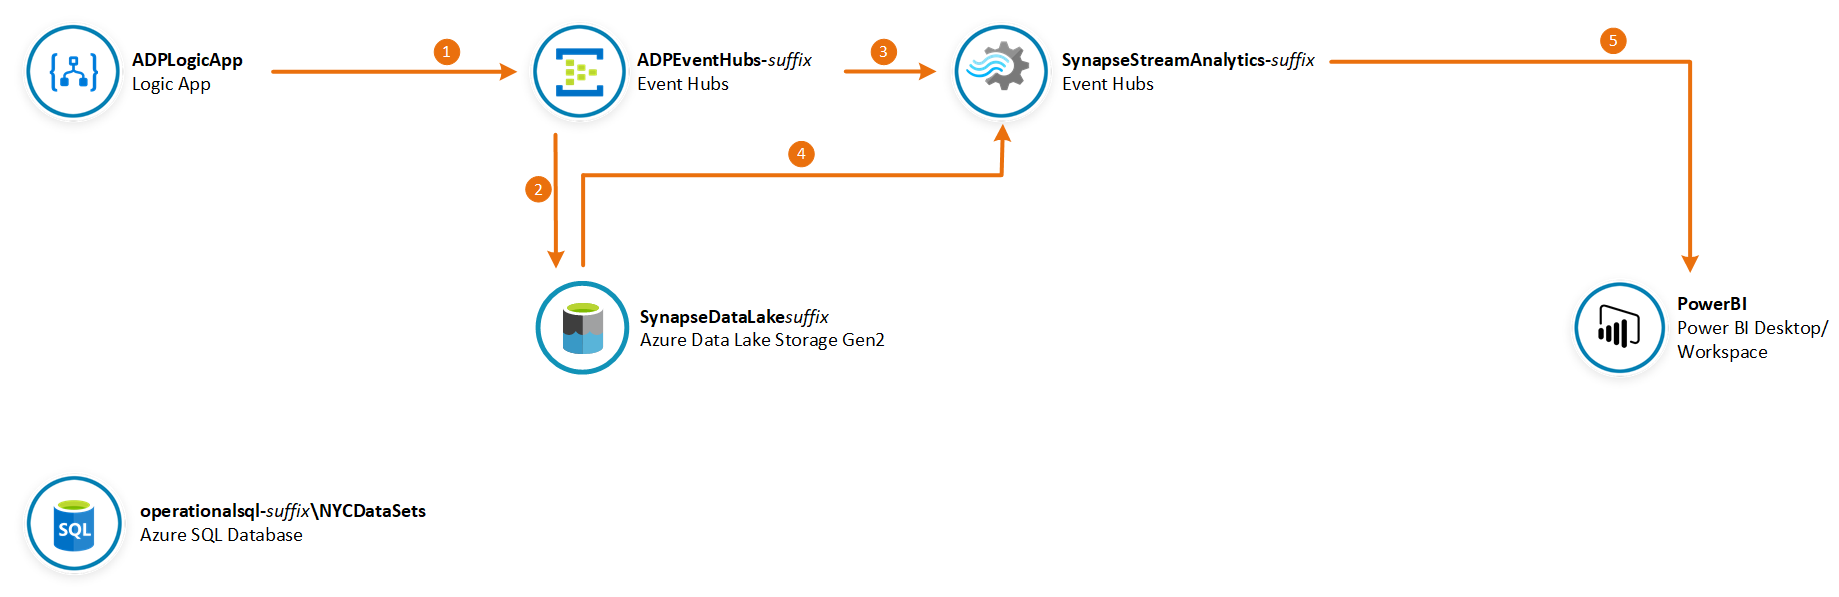 ADPLogicApp
Logic App
1
ADPEventHubs-suffix
Event Hubs
3
SynapseStreamAnalytics-suffix
Event Hubs
5
4
2
SynapseDataLakesuffix
Azure Data Lake Storage Gen2
PowerBI
Power BI Desktop/
Workspace
SQL
operationalsql-suffix\NYCDataSets
Azure SQL Database